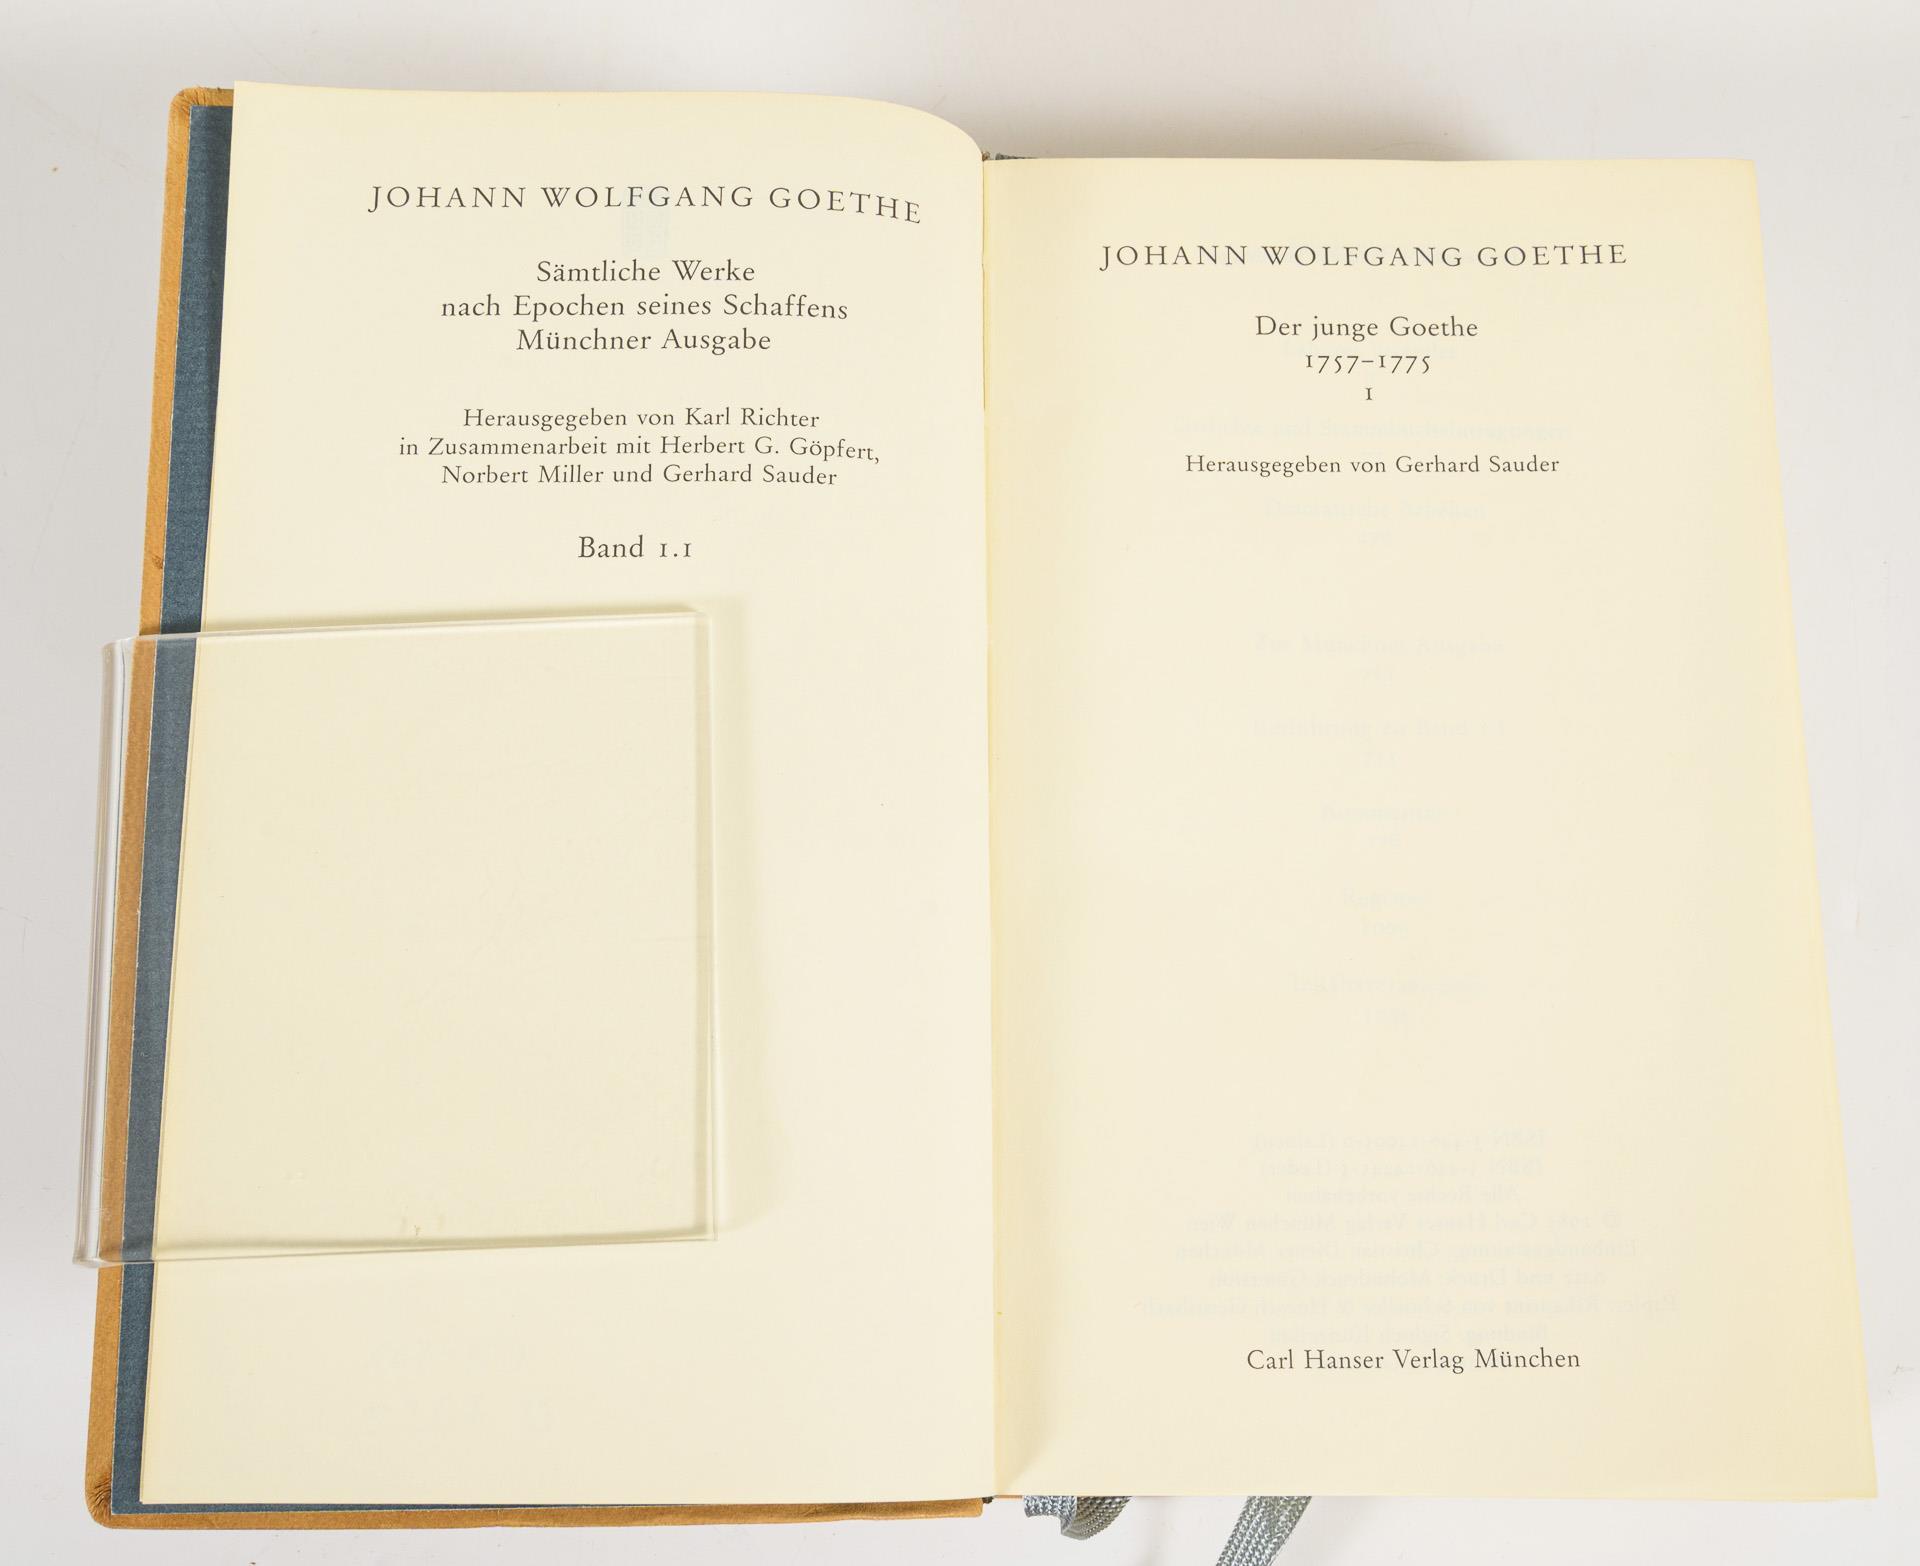 JOHANN WOLFGANG GOETHE
Sämtliche Werke
nach Epochen seines Schaffens
Münchner Ausgabe
Herausgegeben von Karl Richter
in Zusammenarbeit mit Herbert G. Göpfert,
Norbert Miller und Gerhard Sauder
Band 1.1
JOHANN WOLFGANG GOETHE
Der junge Goethe
1757–1775
1
Herausgegeben von Gerhard Sauder
Carl Hanser Verlag München